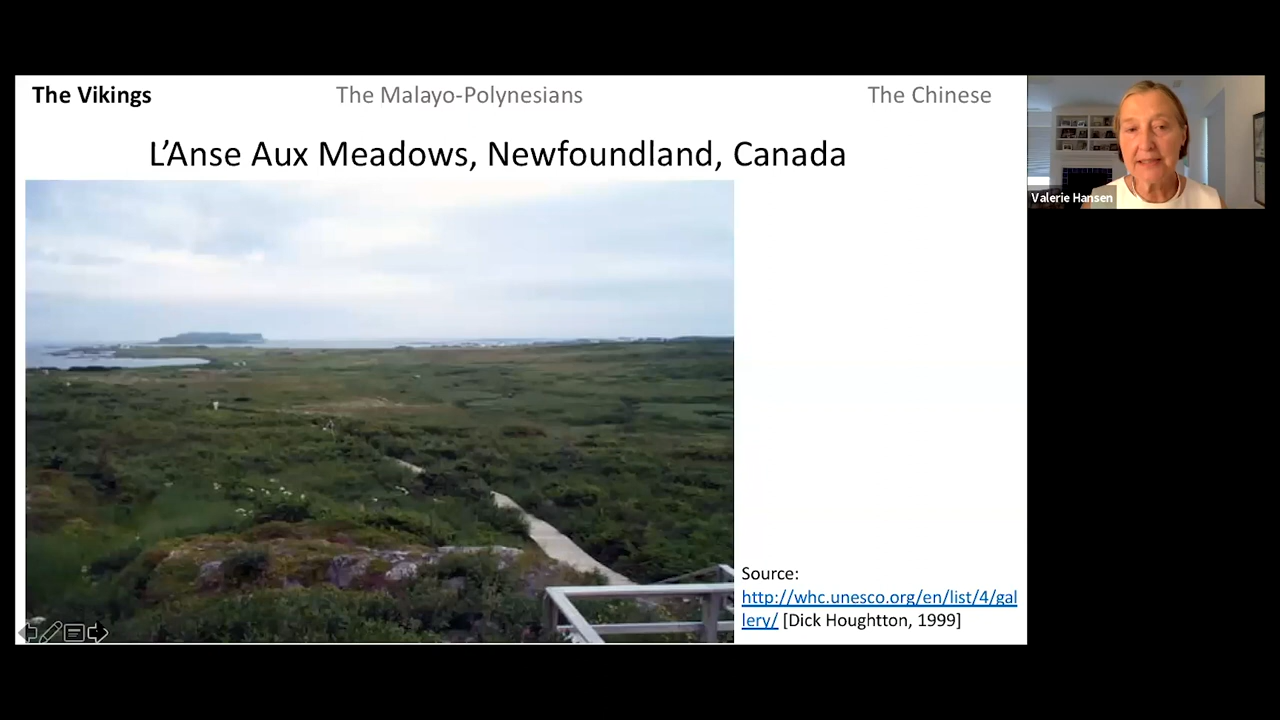 The Vikings
The Malayo-Polynesians
The Chinese
L’Anse Aux Meadows, Newfoundland, Canada
Valerie Hansen
Source:
http://whc.unesco.org/en/list/4/gal
lery/ [Dick Houghtton, 1999]